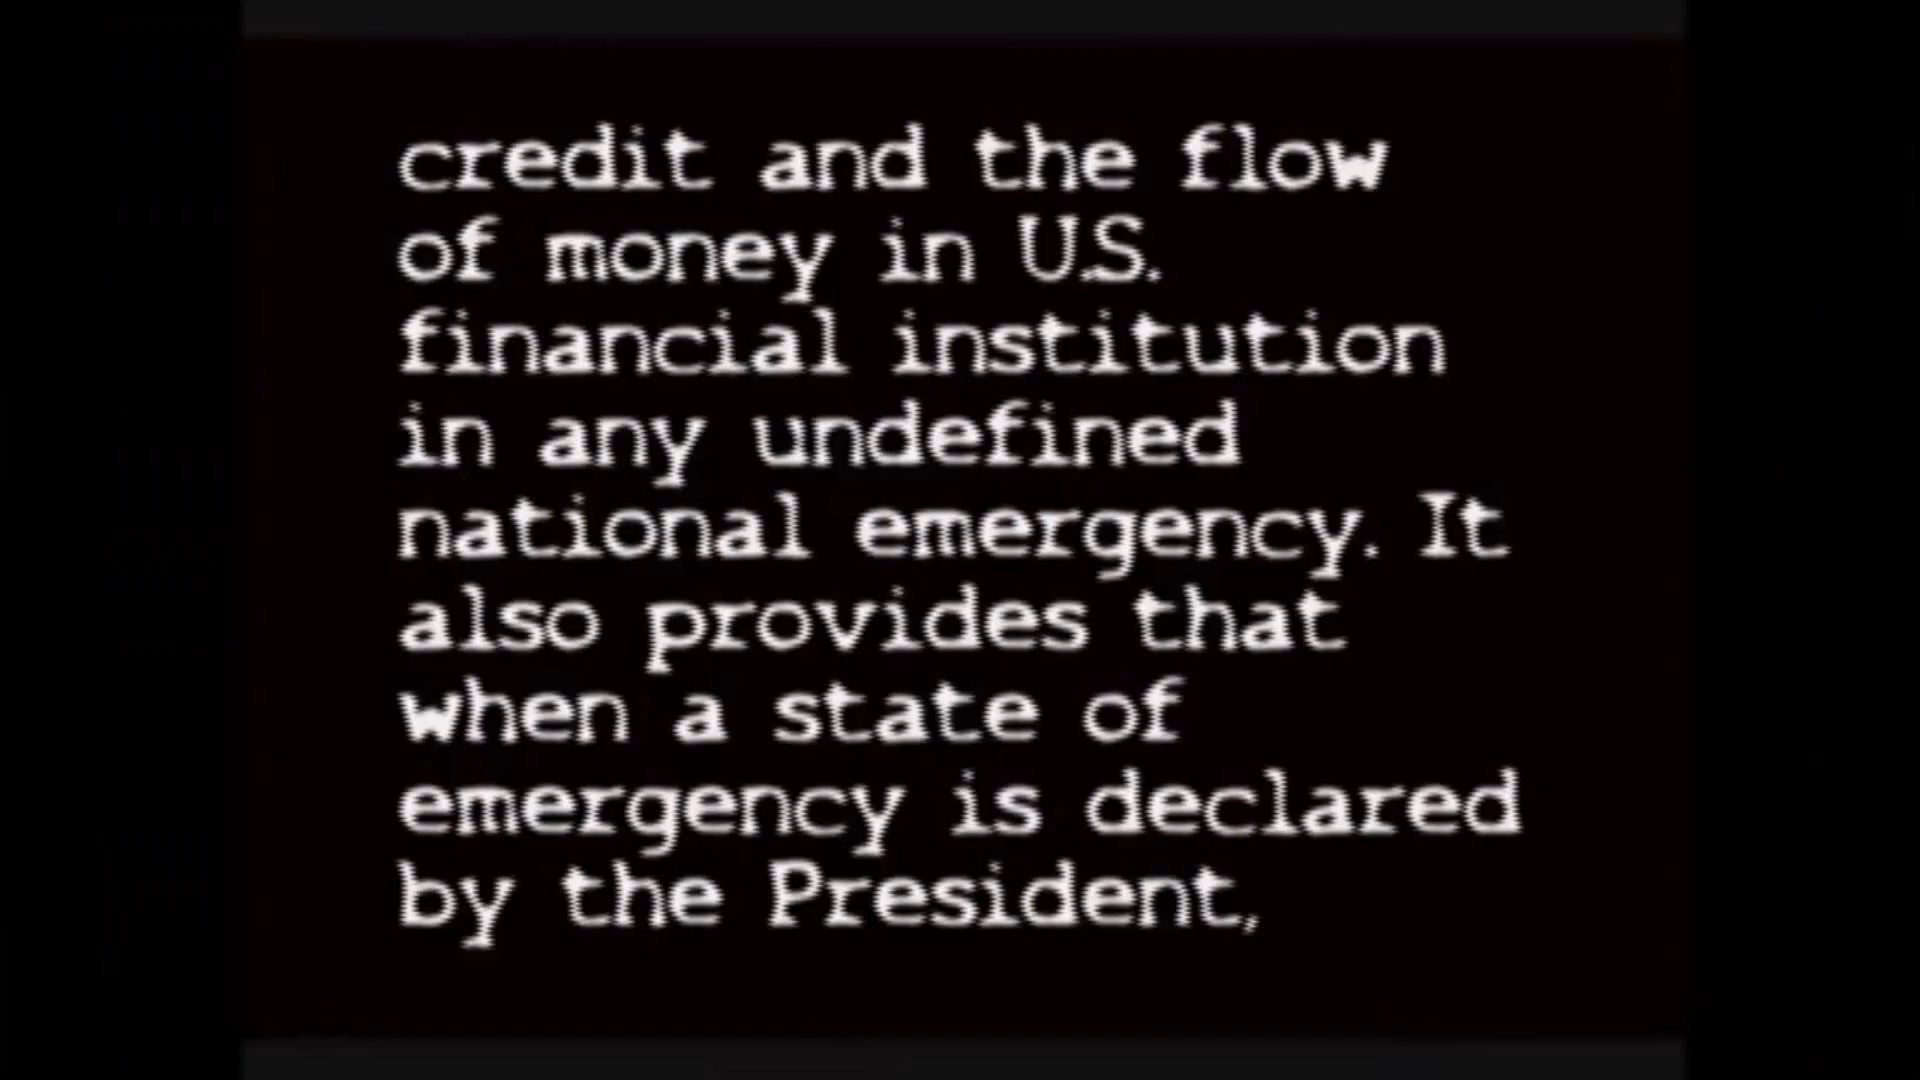 credit and the flow
of money in U.S.
financial institution
in any undefined
national emergency. It
also provides that
when a state of
emergency is declared
by the President,